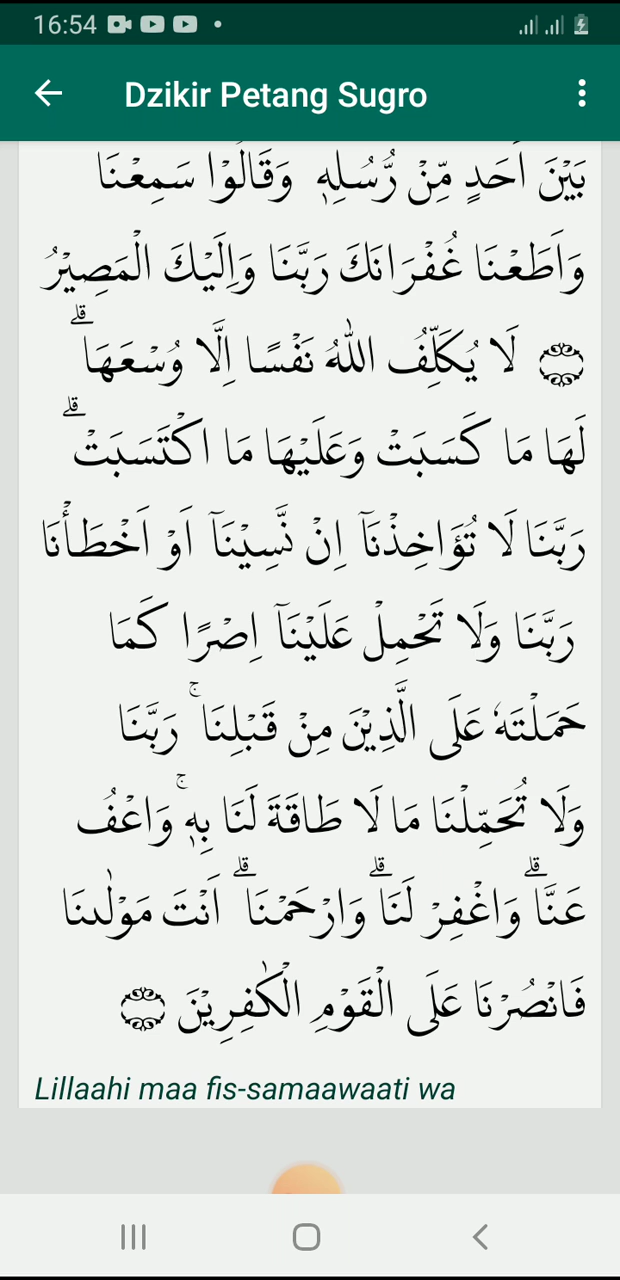 16:54
Dzikir Petang Sugro
بَيْنَ اَحَدٍ مِّنْ رُّسُلِهٖ وَقَالُوْا سَمِعْنَا
وَاَطَعْنَا غُفْرَانَكَ رَبَّنَا وَاِلَيْكَ الْمَصِيْرُ
۝ لَا يُكَلِّفُ اللّٰهُ نَفْسًا اِلَّا وُسْعَهَا ۗ
لَهَا مَا كَسَبَتْ وَعَلَيْهَا مَا اكْتَسَبَتْ ۗ
رَبَّنَا لَا تُؤَاخِذْنَآ اِنْ نَّسِيْنَآ اَوْ اَخْطَأْنَا
رَبَّنَا وَلَا تَحْمِلْ عَلَيْنَآ اِصْرًا كَمَا
حَمَلْتَهٗ عَلَى الَّذِيْنَ مِنْ قَبْلِنَا ۚ رَبَّنَا
وَلَا تُحَمِّلْنَا مَا لَا طَاقَةَ لَنَا بِهٖ ۚ وَاعْفُ
عَنَّا ۗ وَاغْفِرْ لَنَا ۗ وَارْحَمْنَا ۗ اَنْتَ مَوْلٰىنَا
فَانْصُرْنَا عَلَى الْقَوْمِ الْكٰفِرِيْنَ ۝
Lillaahi maa fis-samaawaati wa